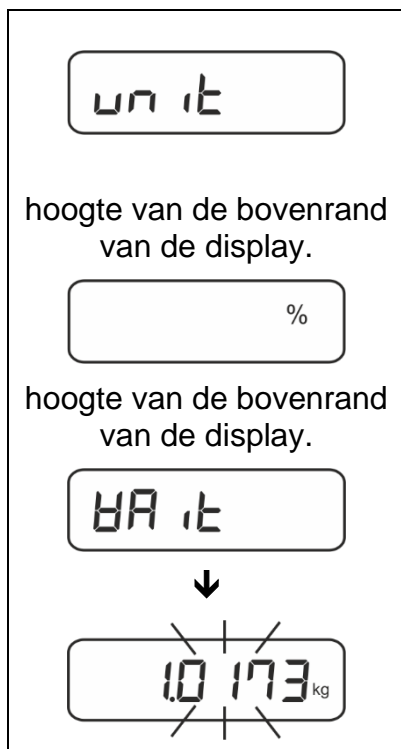 unit
hoogte van de bovenrand
van de display.
%
hoogte van de bovenrand
van de display.
WAit
1.0173 kg